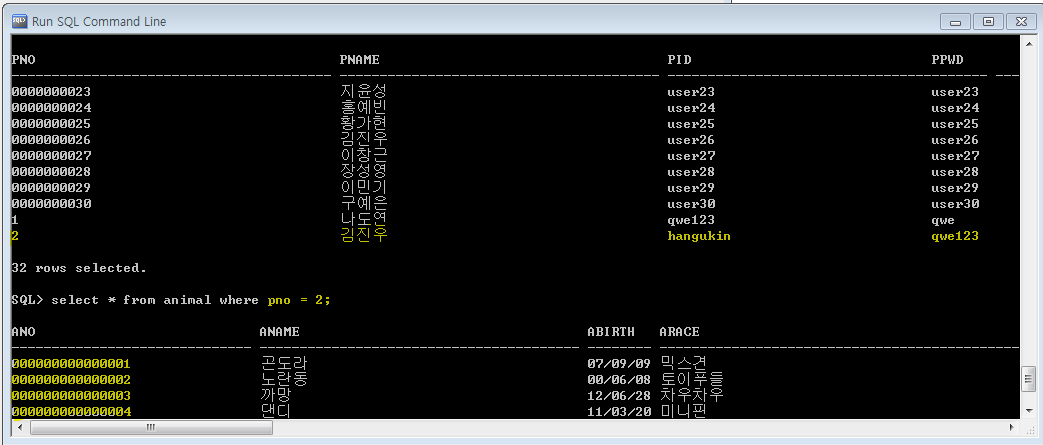 Run SQL Command Line
PNO PNAME PID PPWD
0000000023 지윤성 user23 user23
0000000024 홍예빈 user24 user24
0000000025 황가현 user25 user25
0000000026 김진우 user26 user26
0000000027 이창근 user27 user27
0000000028 장성영 user28 user28
0000000029 이민기 user29 user29
0000000030 구예은 user30 user30
1 나도연 qwe123 qwe
2 김진우 hangukin qwe123
32 rows selected.
SQL> select * from animal where pno = 2;
ANO ANAME ABIRTH ARACE
000000000000001 곤도라 07/09/09 믹스견
000000000000002 노란동 00/06/08 토이푸들
000000000000003 까망 12/06/28 차우차우
000000000000004 댄디 11/03/20 미니핀